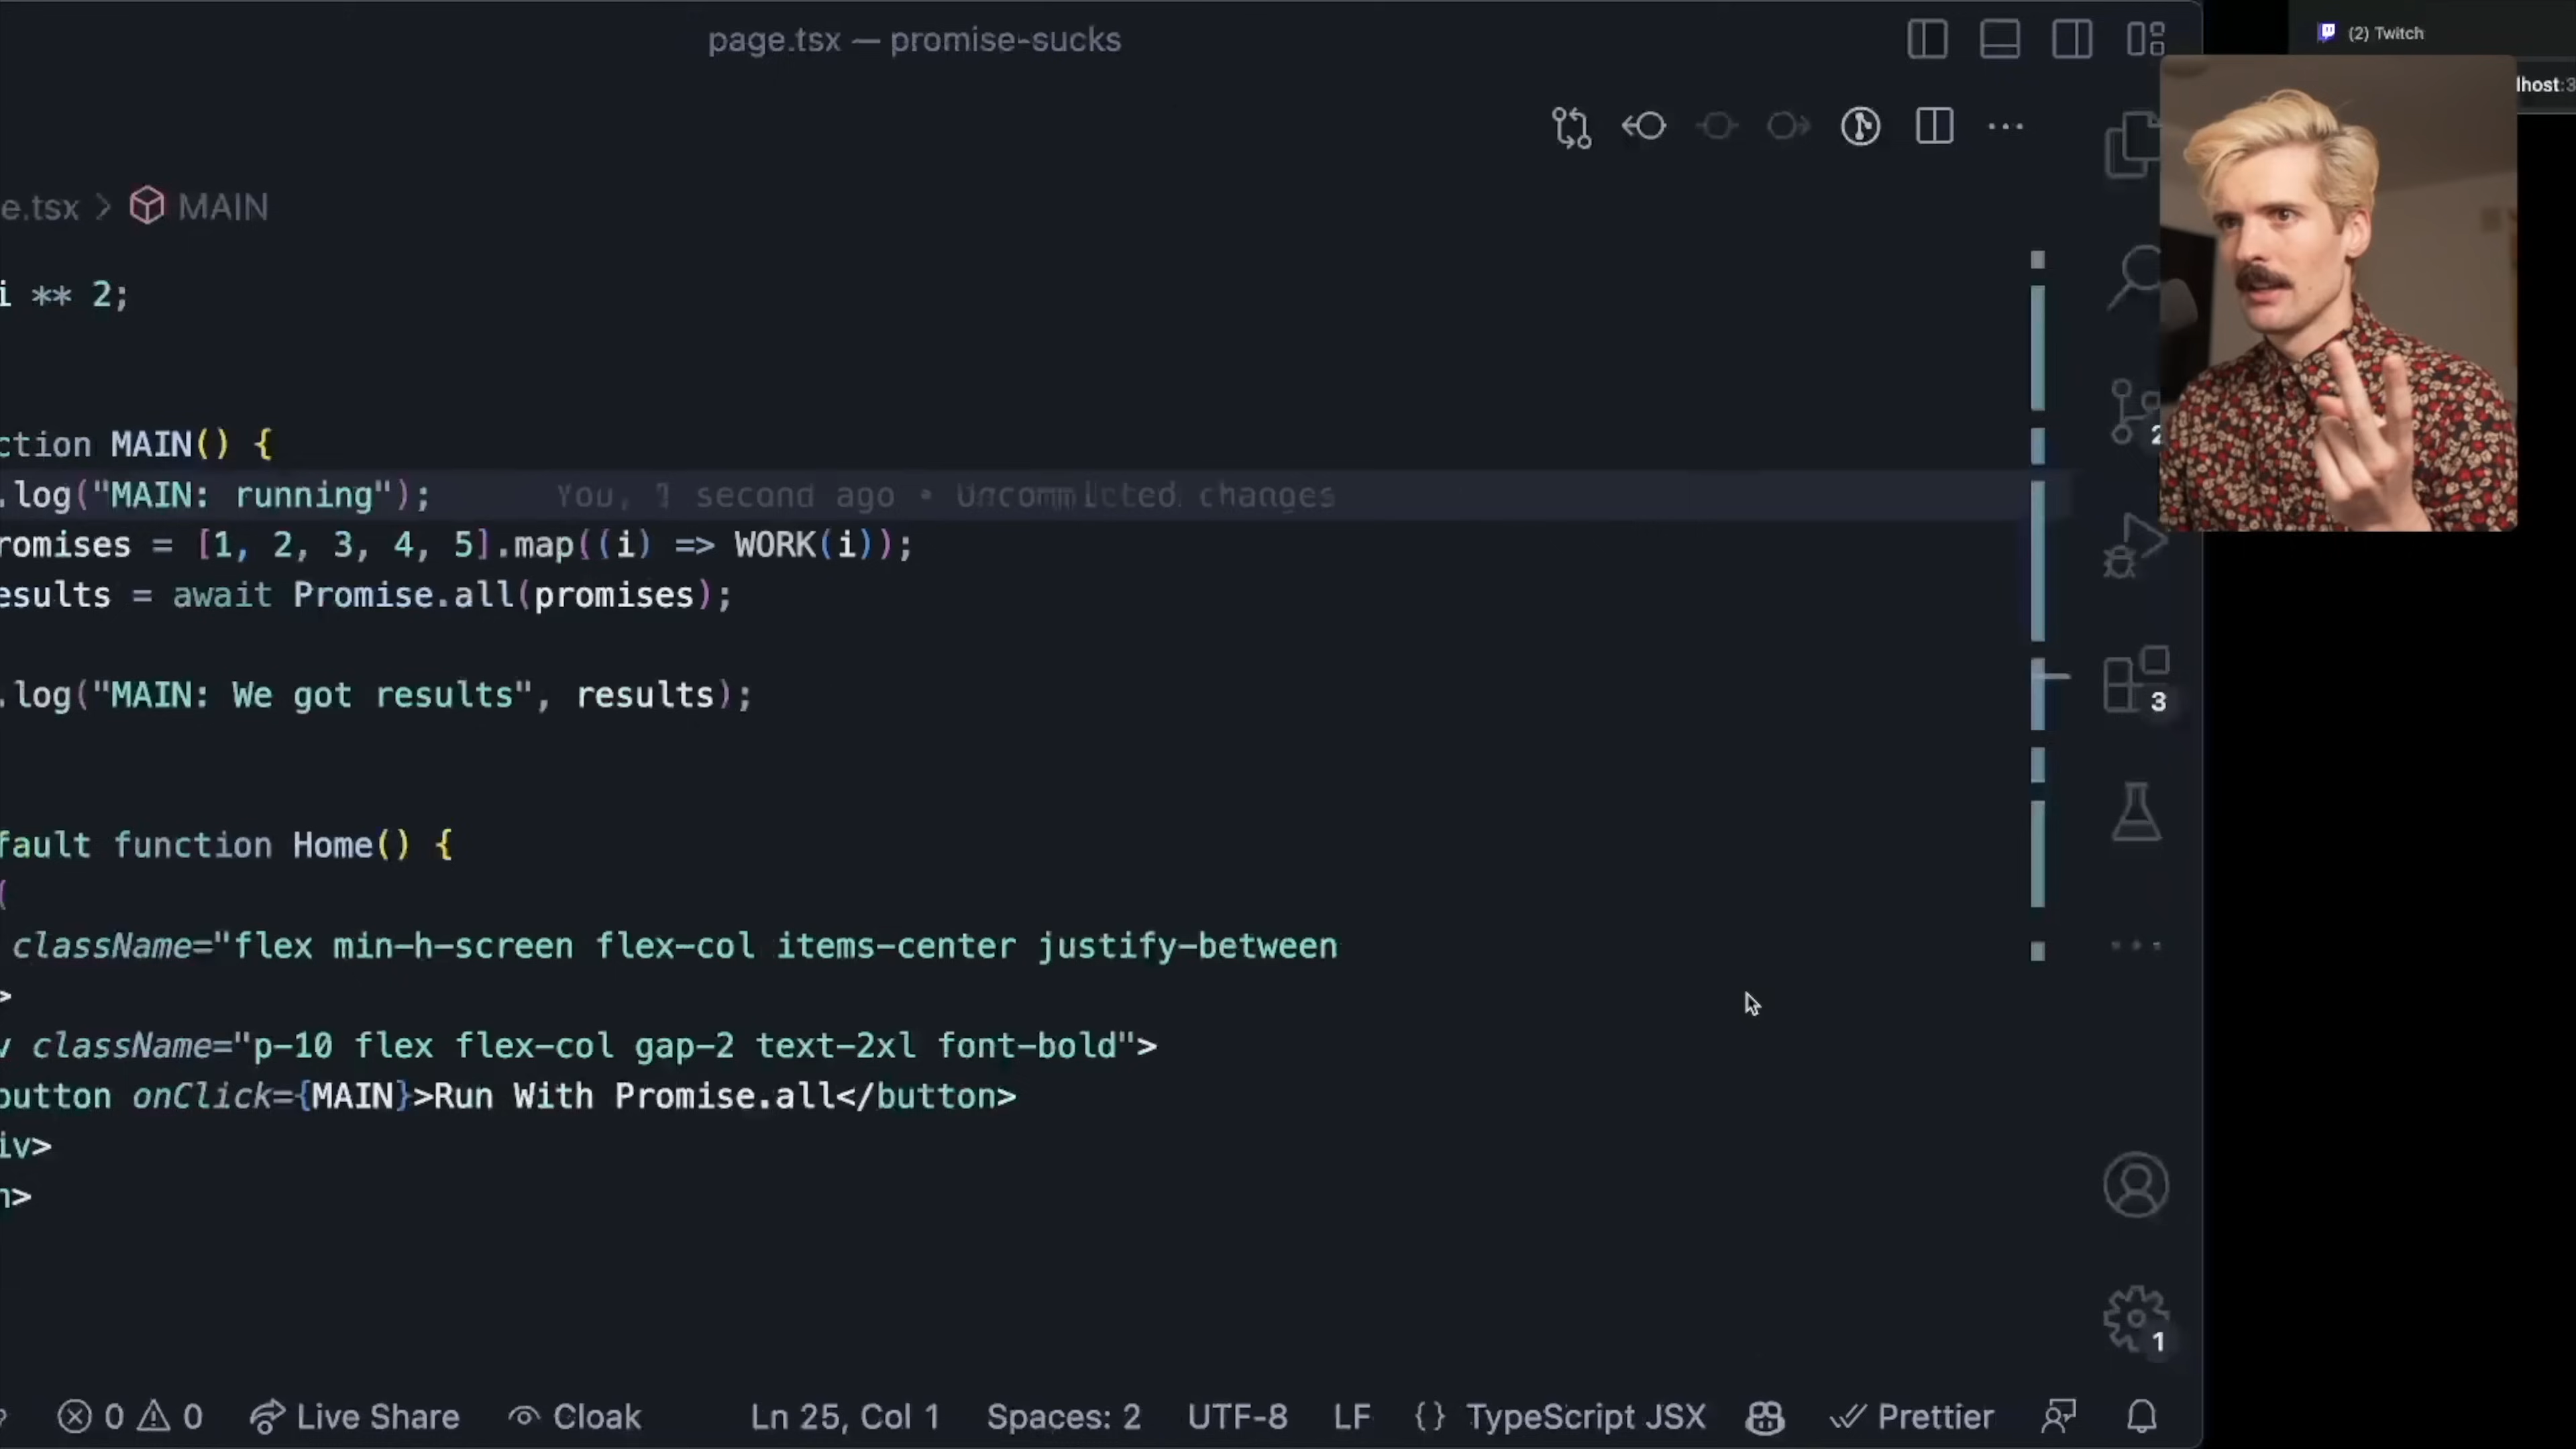 page.tsx — promise-sucks
(2) Twitch
lhost:3
e.tsx > MAIN
i ** 2;
ction MAIN() {
.log("MAIN: running"); You, 1 second ago • Uncommitted changes
romises = [1, 2, 3, 4, 5].map((i) => WORK(i));
esults = await Promise.all(promises);
.log("MAIN: We got results", results);
fault function Home() {
(
className="flex min-h-screen flex-col items-center justify-between
>
v className="p-10 flex flex-col gap-2 text-2xl font-bold">
button onClick={MAIN}>Run With Promise.all</button>
iv>
n>
2
3
1
0 0 Live Share Cloak Ln 25, Col 1 Spaces: 2 UTF-8 LF {} TypeScript JSX Prettier